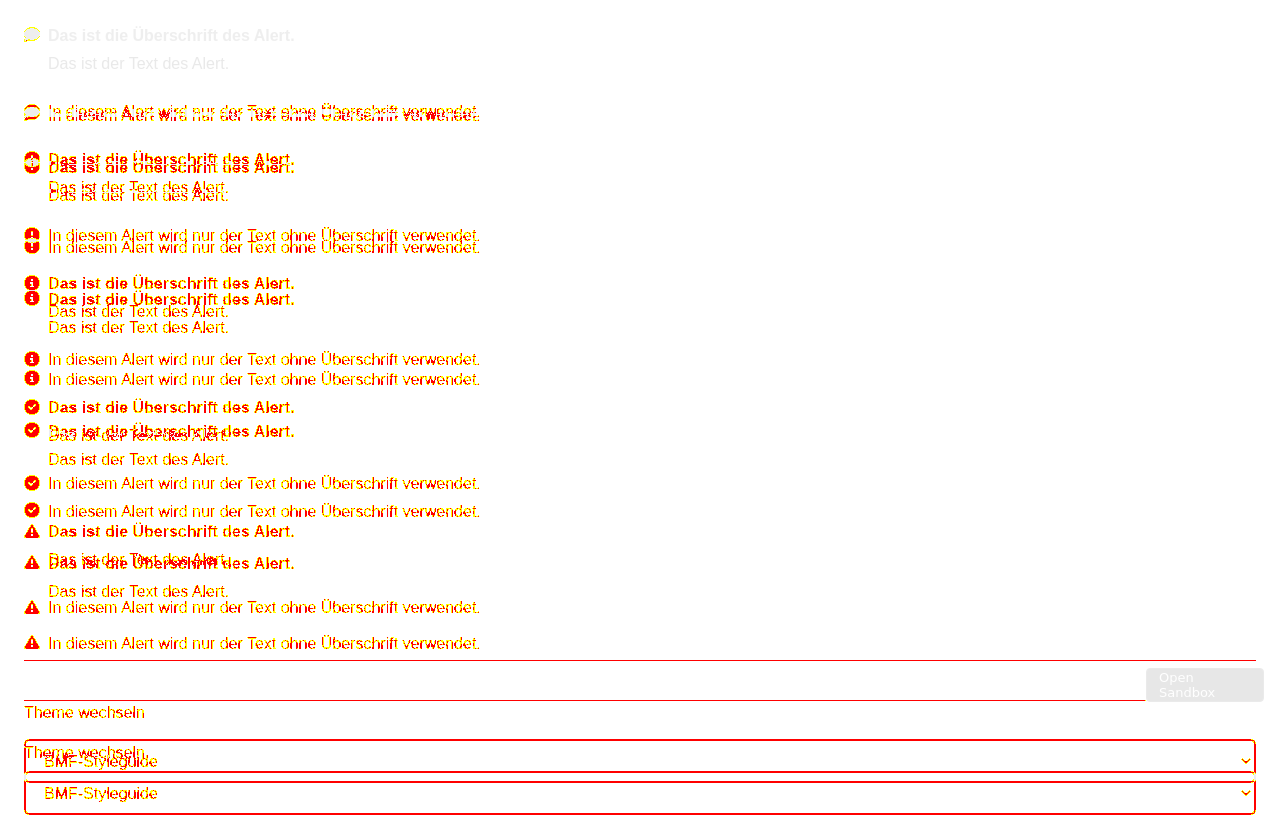 Das ist die Überschrift des Alert.
Das ist der Text des Alert.
In diesem Alert wird nur der Text ohne Überschrift verwendet.
In diesem Alert wird nur der Text ohne Überschrift verwendet.
Das ist die Überschrift des Alert.
Das ist die Überschrift des Alert.
Das ist der Text des Alert.
Das ist der Text des Alert.
In diesem Alert wird nur der Text ohne Überschrift verwendet.
In diesem Alert wird nur der Text ohne Überschrift verwendet.
Das ist die Überschrift des Alert.
Das ist die Überschrift des Alert.
Das ist der Text des Alert.
Das ist der Text des Alert.
In diesem Alert wird nur der Text ohne Überschrift verwendet.
In diesem Alert wird nur der Text ohne Überschrift verwendet.
Das ist die Überschrift des Alert.
Das ist die Überschrift des Alert.
Das ist der Text des Alert.
Das ist der Text des Alert.
In diesem Alert wird nur der Text ohne Überschrift verwendet.
In diesem Alert wird nur der Text ohne Überschrift verwendet.
Das ist die Überschrift des Alert.
Das ist der Text des Alert.
Das ist die Überschrift des Alert.
Das ist der Text des Alert.
In diesem Alert wird nur der Text ohne Überschrift verwendet.
In diesem Alert wird nur der Text ohne Überschrift verwendet.
Open
Sandbox
Theme wechseln
Theme wechseln
BMF-Styleguide
BMF-Styleguide